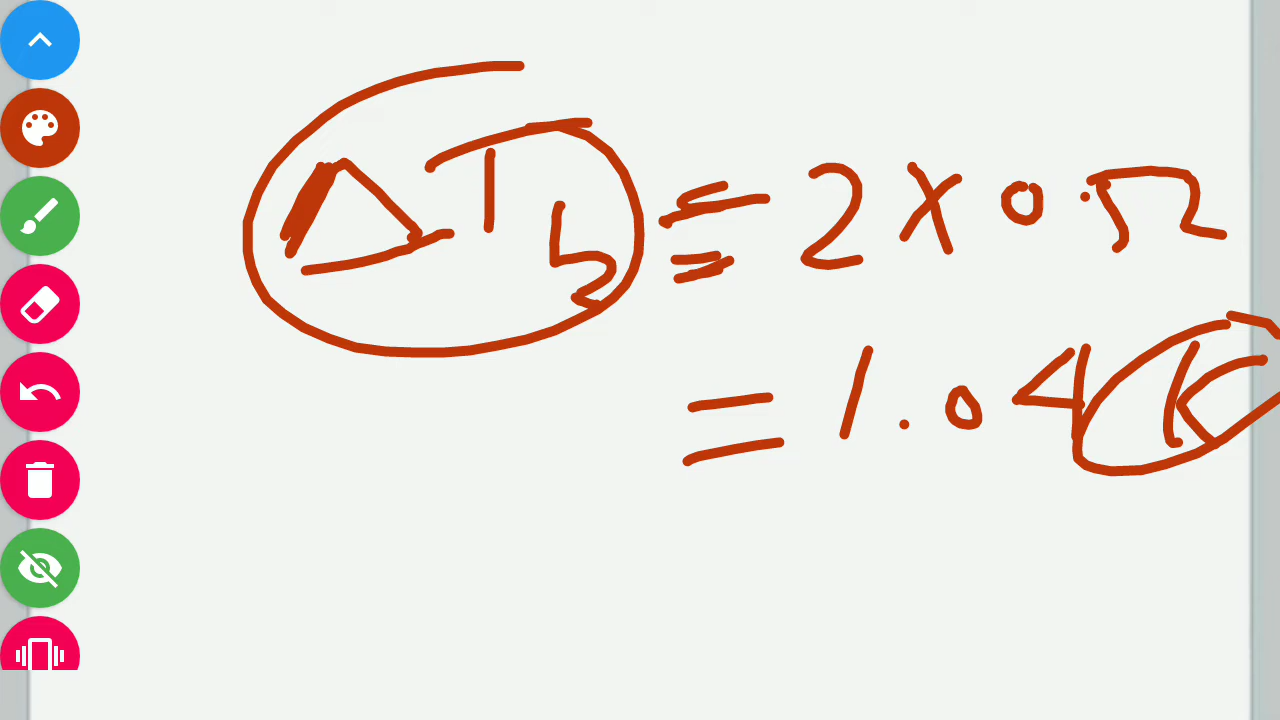 ΔTb = 2 × 0.52
= 1.04 K